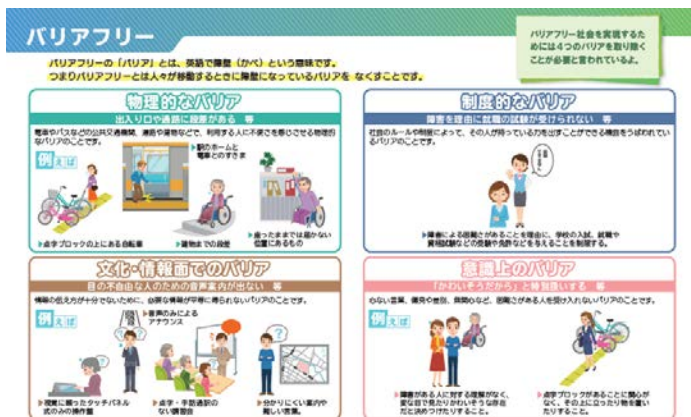 バリアフリー
バリアフリーの「バリア」とは、英語で障壁(かべ)という意味です。
つまりバリアフリーとは人々が移動するときに障壁になっているバリアを なくすことです。
バリアフリー社会を実現するた
めには4つのバリアを取り除く
ことが必要と言われているよ。
物理的なバリア
出入り口や通路に段差がある 等
電車やバスなどの公共交通機関、道路や建物などで、利用する人に不便さを感じさせる物理的
なバリアのことです。
例えば
▶駅のホームと
電車とのすきま
▶点字ブロックの上にある自転車
▶建物までの段差
▶座ったままでは届かない
位置にあるもの
制度的なバリア
障害を理由に就職の試験が受けられない 等
社会のルールや制度によって、その人が持っている力を出すことができる機会をうばわれてい
るバリアのことです。
▶障害による困難さがあることを理由に、学校の入試、就職や
資格試験などの受験や免許などを与えることを制限する。
文化・情報面でのバリア
目の不自由な人のための音声案内が出ない 等
情報の伝え方が十分でないために、必要な情報が平等に得られないバリアのことです。
例えば
▶音声のみによる
アナウンス
▶視覚に頼ったタッチパネル
式のみの操作盤
▶点字・手話通訳の
ない講習会
▶分かりにくい案内や
難しい言葉。
意識上のバリア
「かわいそうだから」と特別扱いする 等
心ない言葉、偏見や差別、無関心など、困難さがある人を受け入れないバリアのことです。
例えば
▶障害がある人に対する理解がなく、
変な目で見たりかわいそうな存在
だと決めつけたりすること。
▶点字ブロックがあることに関心が
なく、その上に立ったり物を置い
たりすること。